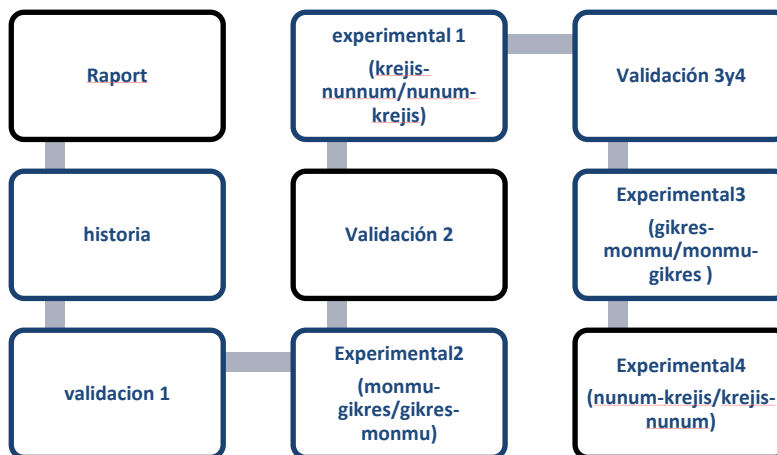 Raport
historia
validacion 1
Experimental2
(monmu-
gikres/gikres-
monmu)
Validación 2
experimental 1
(krejis-
nunnum/nunum-
krejis)
Validación 3y4
Experimental3
(gikres-
monmu/monmu-
gikres )
Experimental4
(nunum-krejis/krejis-
nunum)